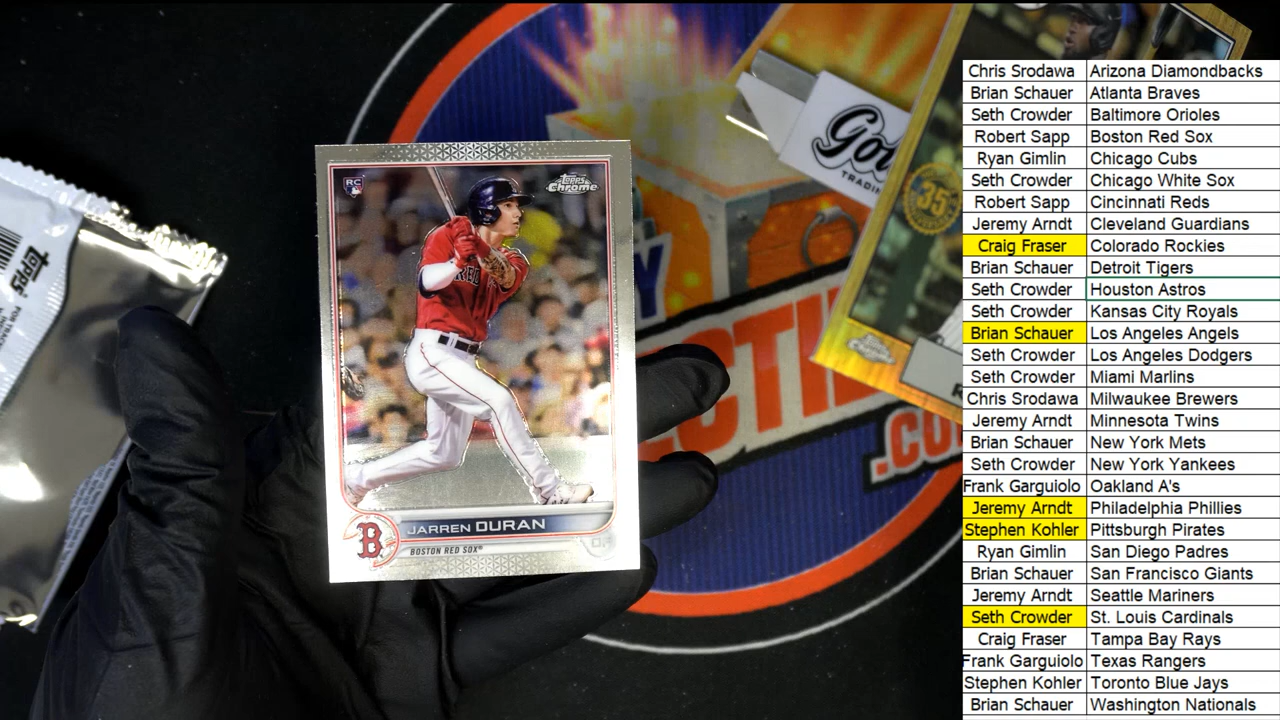 Chris Srodawa Arizona Diamondbacks
Brian Schauer Atlanta Braves
Seth Crowder Baltimore Orioles
Robert Sapp Boston Red Sox
Ryan Gimlin Chicago Cubs
Seth Crowder Chicago White Sox
Robert Sapp Cincinnati Reds
Jeremy Arndt Cleveland Guardians
Craig Fraser Colorado Rockies
Brian Schauer Detroit Tigers
Seth Crowder Houston Astros
Seth Crowder Kansas City Royals
Brian Schauer Los Angeles Angels
Seth Crowder Los Angeles Dodgers
Seth Crowder Miami Marlins
Chris Srodawa Milwaukee Brewers
Jeremy Arndt Minnesota Twins
Brian Schauer New York Mets
Seth Crowder New York Yankees
Frank Garguiolo Oakland A's
Jeremy Arndt Philadelphia Phillies
Stephen Kohler Pittsburgh Pirates
Ryan Gimlin San Diego Padres
Brian Schauer San Francisco Giants
Jeremy Arndt Seattle Mariners
Seth Crowder St. Louis Cardinals
Craig Fraser Tampa Bay Rays
Frank Garguiolo Texas Rangers
Stephen Kohler Toronto Blue Jays
Brian Schauer Washington Nationals
RC
Topps
Chrome
RED
JARREN DURAN
B
BOSTON RED SOX®
topps
35